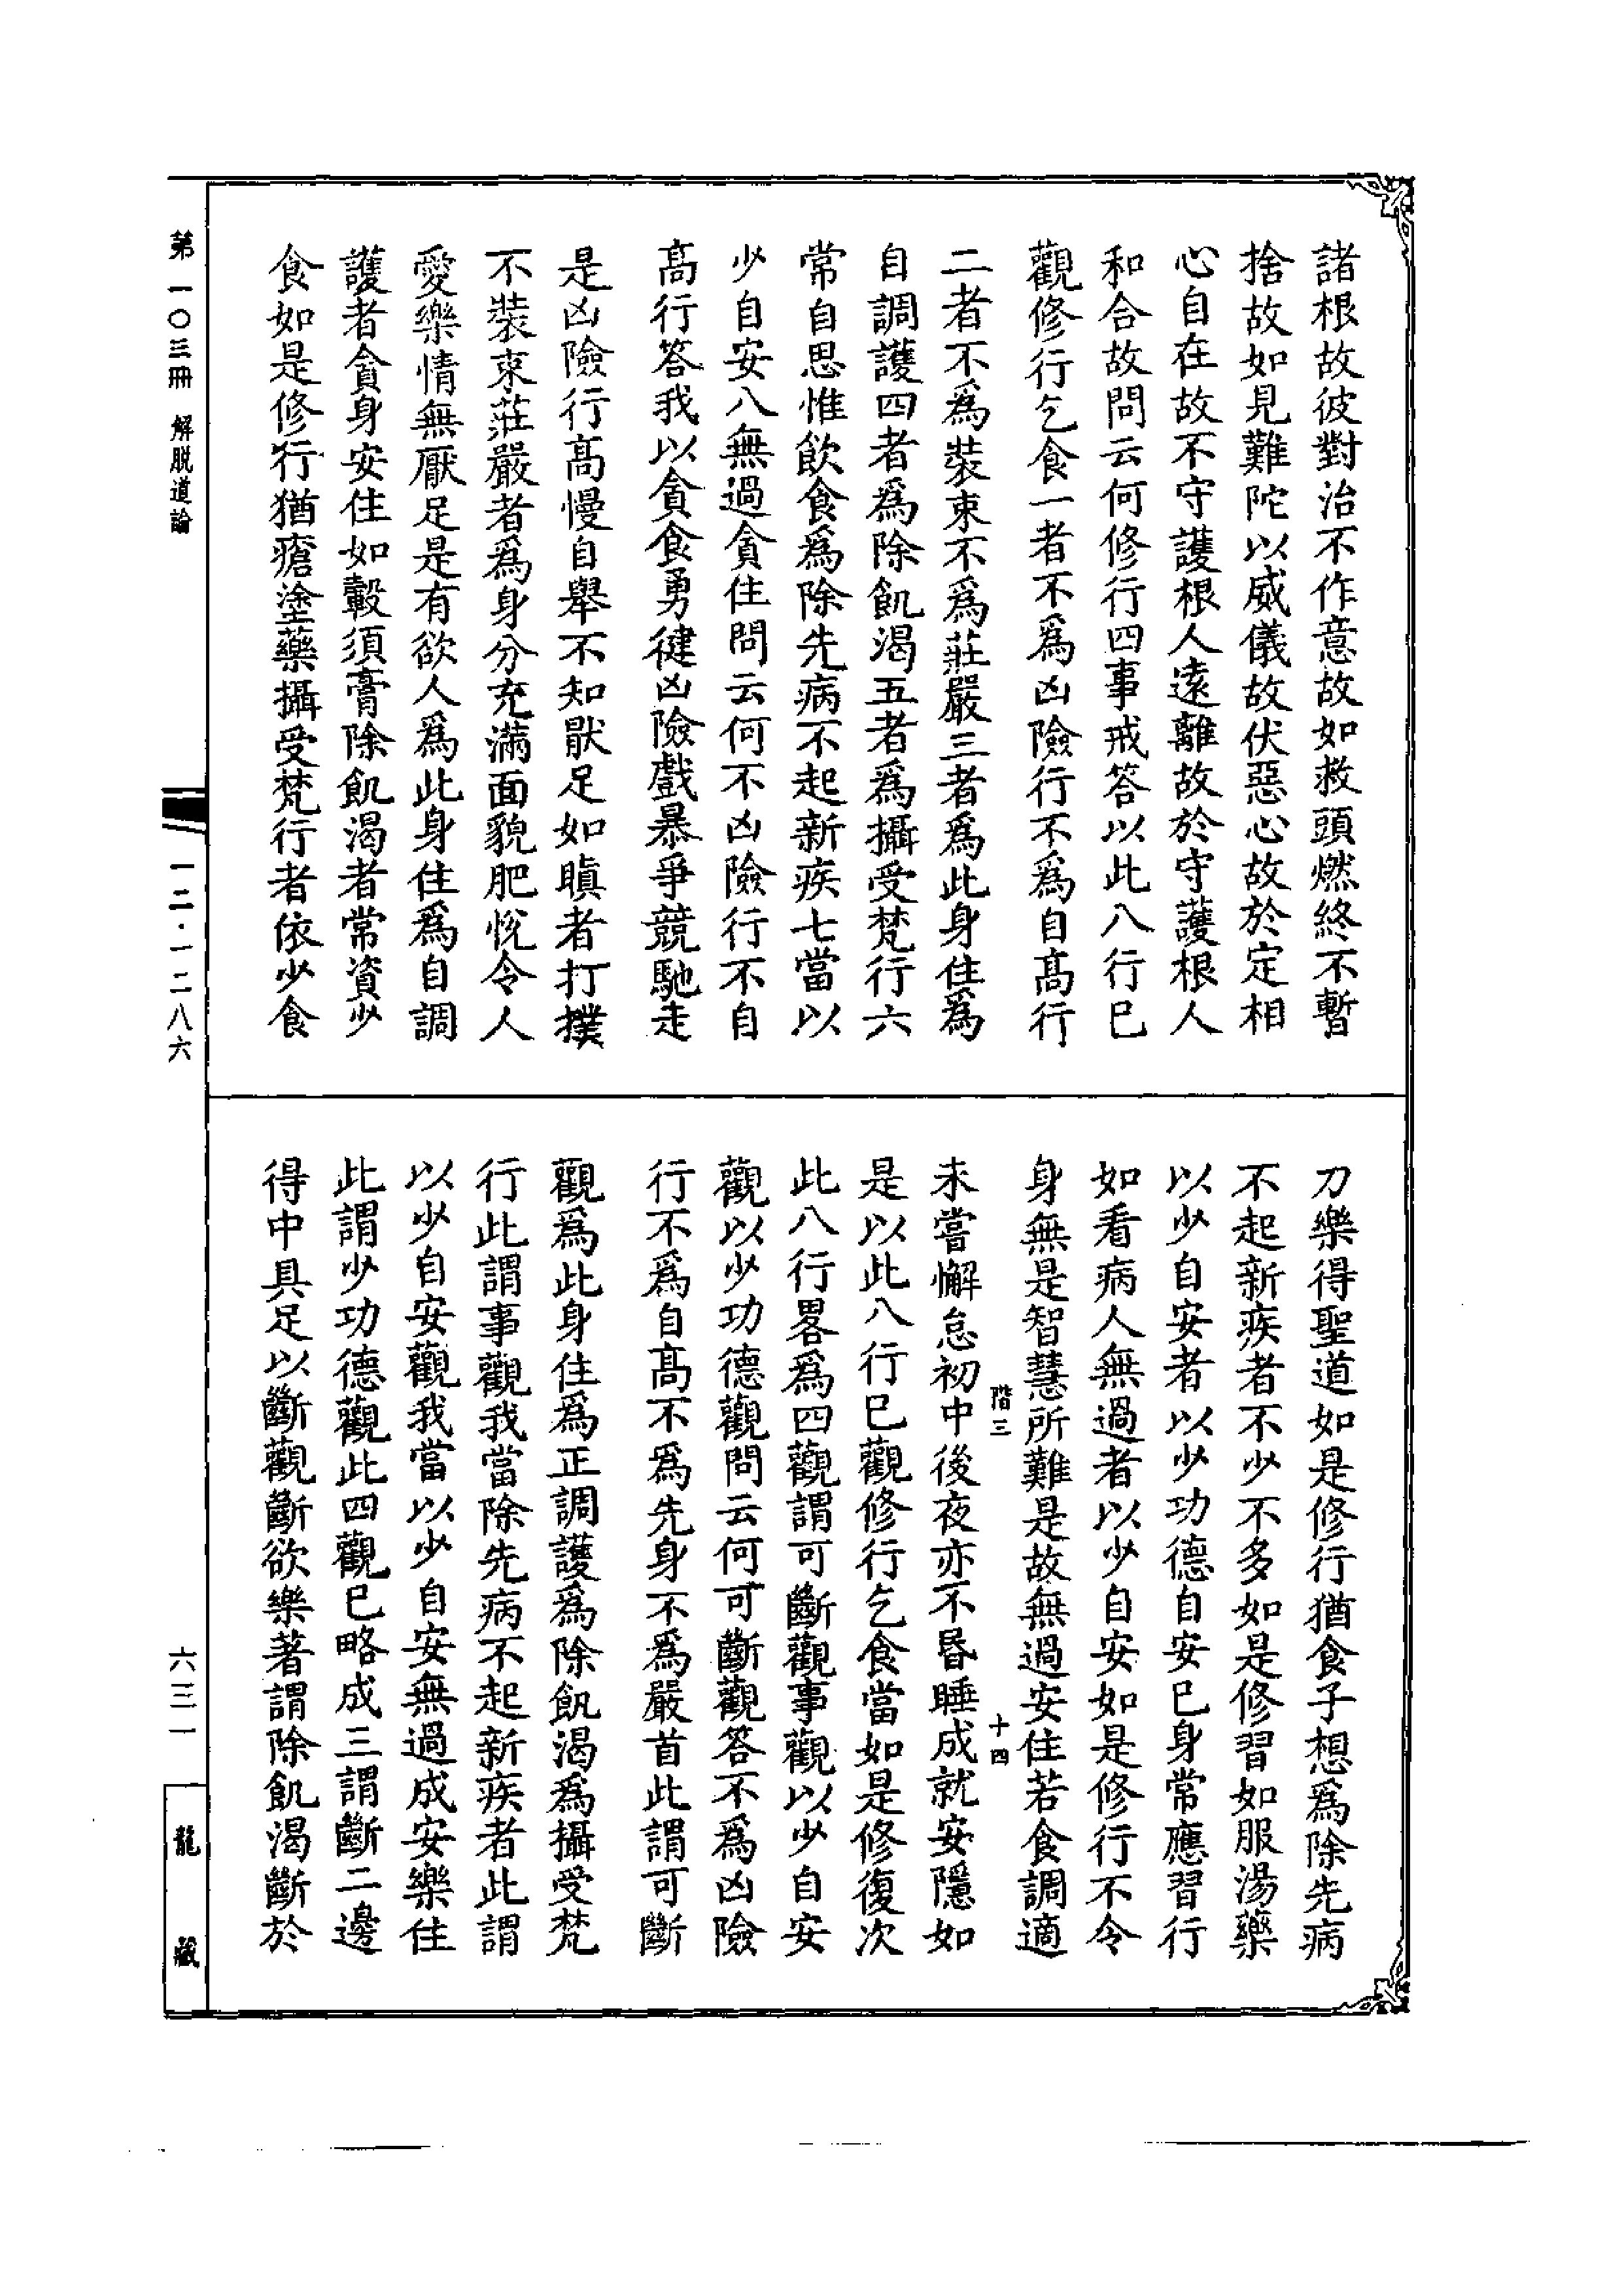 諸根故彼對治不作意故如救頭燃終不暫
捨故如見難陀以威儀故伏惡心故於定相
心自在故不守護根人遠離故於守護根人
和合故問云何修行四事戒答以此八行已
觀修行乞食一者不爲凶險行不爲自高行
二者不爲裝束不爲莊嚴三者爲此身住爲
自調護四者爲除飢渴五者爲攝受梵行六
常自思惟飲食爲除先病不起新疾七當以
少自安八無過貪住問云何不凶險行不自
高行答我以貪食勇健凶險戲暴爭競馳走
是凶險行高慢自舉不知猒足如瞋者打撲
不裝束莊嚴者爲身分充滿面貌肥悅令人
愛樂情無厭足是有欲人爲此身住爲自調
護者貪身安住如轂須膏除飢渴者常資少
食如是修行猶瘡塗藥攝受梵行者依少食
刀樂得聖道如是修行猶食子想爲除先病
不起新疾者不少不多如是修習如服湯藥
以少自安者以少功德自安已身常應習行
如看病人無過者以少自安如是修行不令
身無是智慧所難是故無過安住若食調適
階三
十四
未嘗懈怠初中後夜亦不昬睡成就安隱如
是以此八行已觀修行乞食當如是修復次
此八行畧爲四觀謂可斷觀事觀以少自安
觀以少功德觀問云何可斷觀答不爲凶險
行不爲自高不爲先身不爲嚴首此謂可斷
觀爲此身住爲正調護爲除飢渴爲攝受梵
行此謂事觀我當除先病不起新疾者此謂
以少自安觀我當以少自安無過成安樂住
此謂少功德觀此四觀已略成三謂斷二邊
得中具足以斷觀斷欲樂著謂除飢渴斷於
第一〇三冊 解脱道論
一二·一二八六
六三一
龍藏